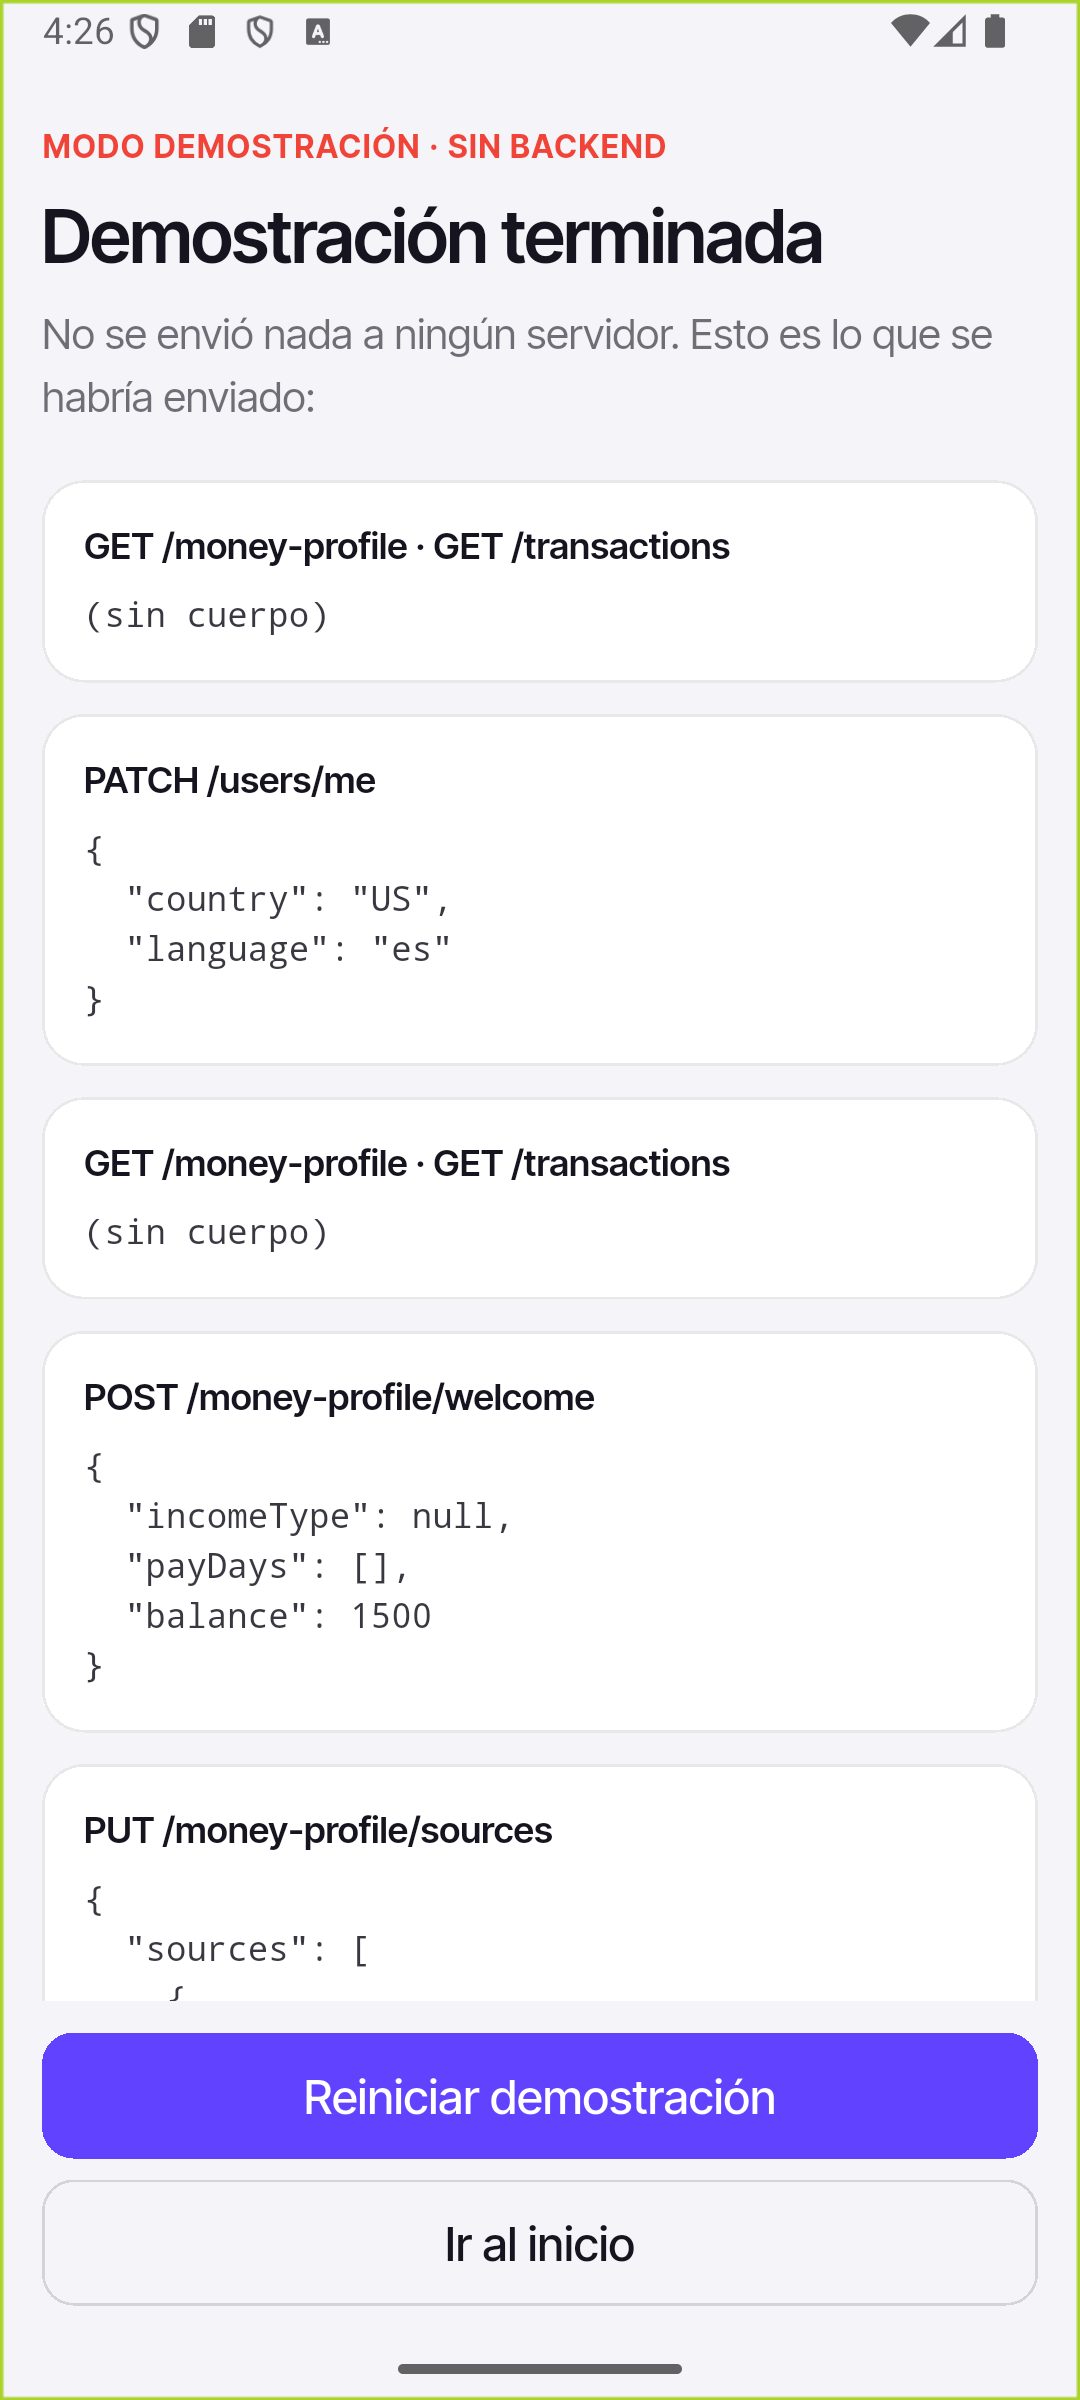 4:26
MODO DEMOSTRACIÓN · SIN BACKEND
Demostración terminada
No se envió nada a ningún servidor. Esto es lo que se
habría enviado:
GET /money-profile · GET /transactions
(sin cuerpo)
PATCH /users/me
{
  "country": "US",
  "language": "es"
}
GET /money-profile · GET /transactions
(sin cuerpo)
POST /money-profile/welcome
{
  "incomeType": null,
  "payDays": [],
  "balance": 1500
}
PUT /money-profile/sources
{
  "sources": [
    {
Reiniciar demostración
Ir al inicio